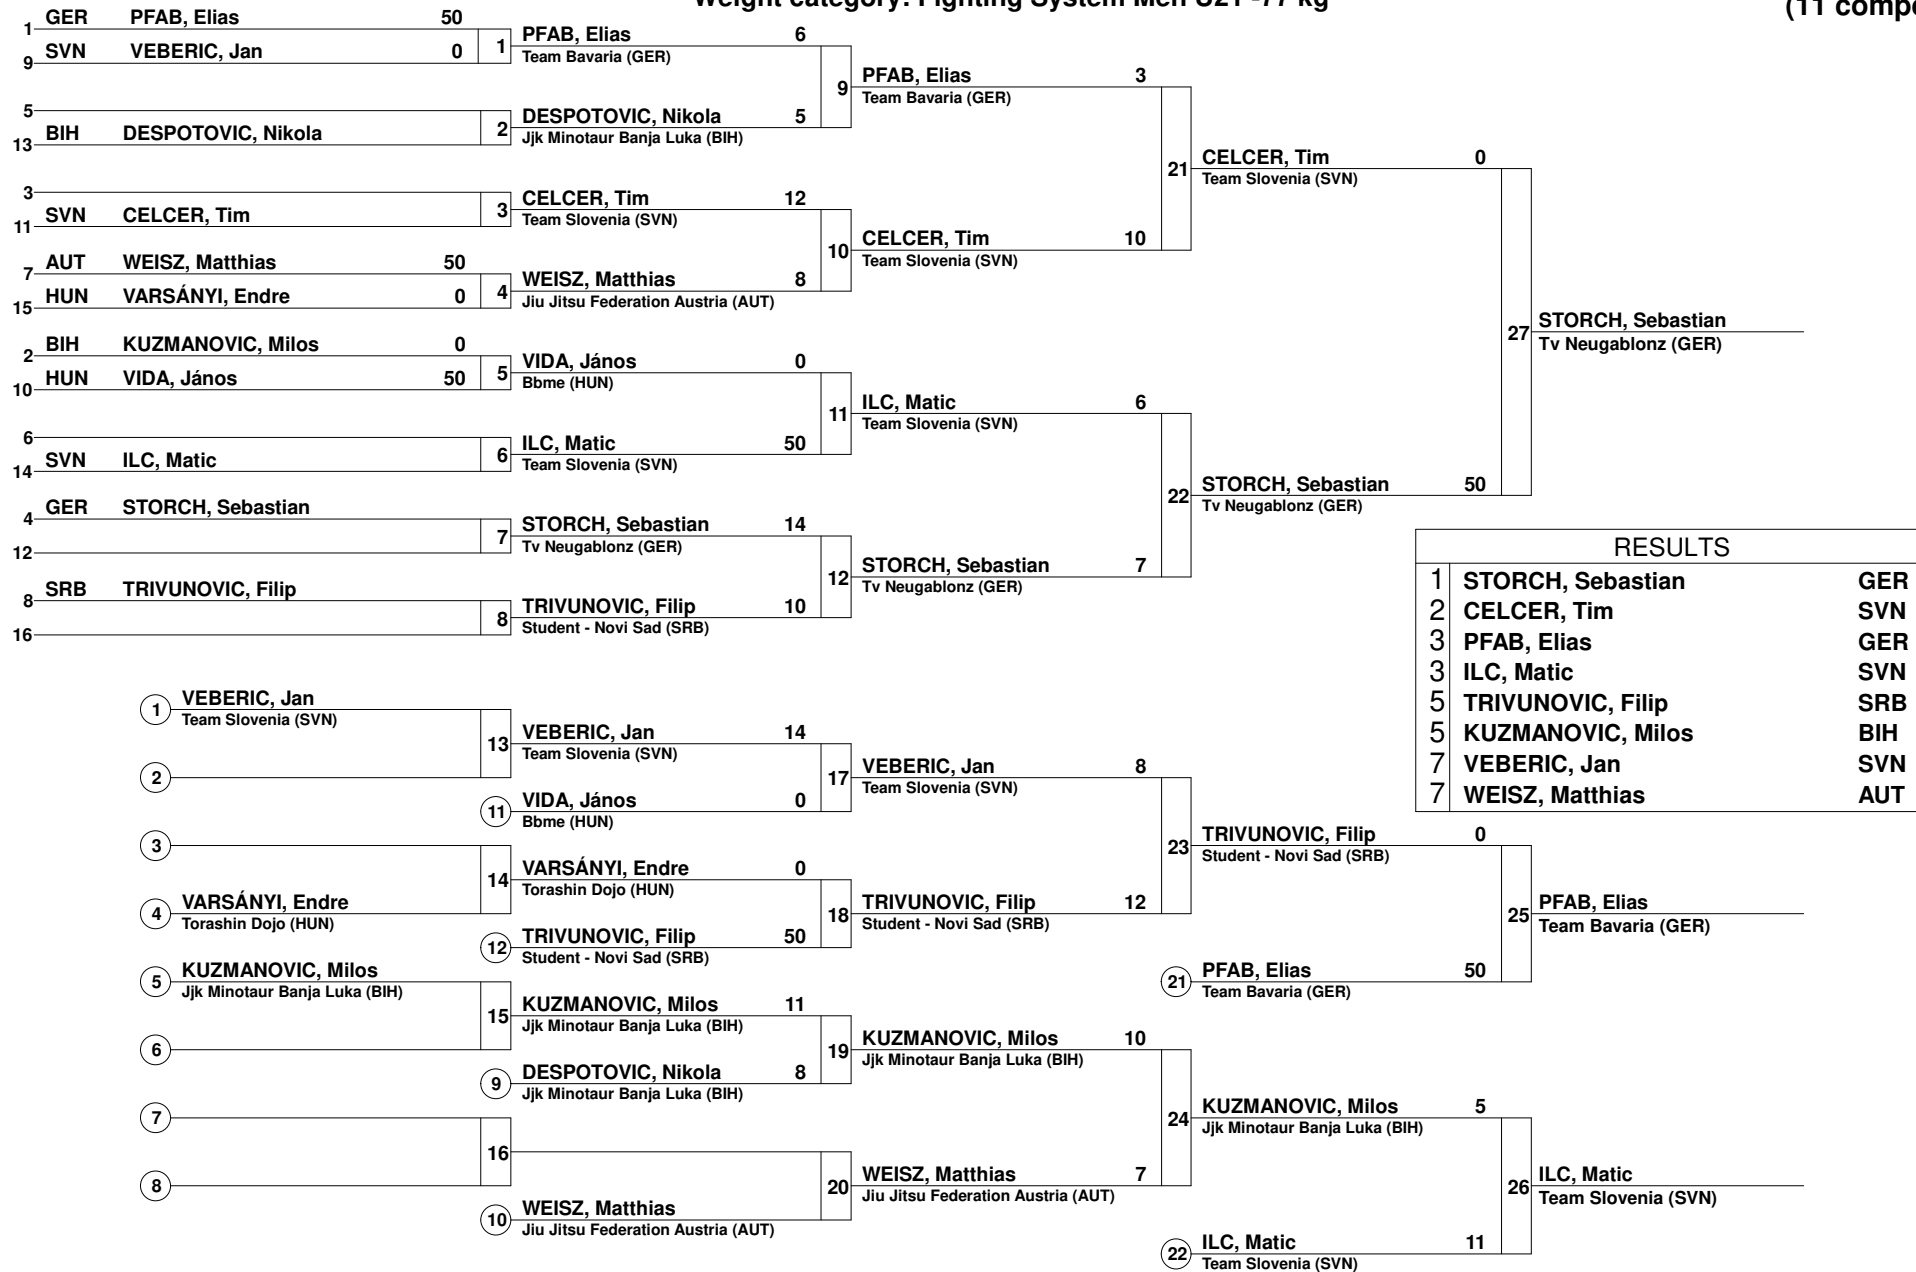 Weight category: Fighting System Men U21 -77 kg
(11 compe
1 GER PFAB, Elias 50
9 SVN VEBERIC, Jan 0
1
PFAB, Elias 6
Team Bavaria (GER)
5
13 BIH DESPOTOVIC, Nikola
2
DESPOTOVIC, Nikola 5
Jjk Minotaur Banja Luka (BIH)
9
PFAB, Elias 3
Team Bavaria (GER)
3
11 SVN CELCER, Tim
3
CELCER, Tim 12
Team Slovenia (SVN)
7 AUT WEISZ, Matthias 50
15 HUN VARSÁNYI, Endre 0
4
WEISZ, Matthias 8
Jiu Jitsu Federation Austria (AUT)
10
CELCER, Tim 10
Team Slovenia (SVN)
21
CELCER, Tim 0
Team Slovenia (SVN)
2 BIH KUZMANOVIC, Milos 0
10 HUN VIDA, János 50
5
VIDA, János 0
Bbme (HUN)
6
14 SVN ILC, Matic
6
ILC, Matic 50
Team Slovenia (SVN)
11
ILC, Matic 6
Team Slovenia (SVN)
4 GER STORCH, Sebastian
12
7
STORCH, Sebastian 14
Tv Neugablonz (GER)
8 SRB TRIVUNOVIC, Filip
16
8
TRIVUNOVIC, Filip 10
Student - Novi Sad (SRB)
12
STORCH, Sebastian 7
Tv Neugablonz (GER)
22
STORCH, Sebastian 50
Tv Neugablonz (GER)
27
STORCH, Sebastian
Tv Neugablonz (GER)
RESULTS
1 STORCH, Sebastian GER
2 CELCER, Tim SVN
3 PFAB, Elias GER
3 ILC, Matic SVN
5 TRIVUNOVIC, Filip SRB
5 KUZMANOVIC, Milos BIH
7 VEBERIC, Jan SVN
7 WEISZ, Matthias AUT
1 VEBERIC, Jan
Team Slovenia (SVN)
2
13
VEBERIC, Jan 14
Team Slovenia (SVN)
11 VIDA, János 0
Bbme (HUN)
17
VEBERIC, Jan 8
Team Slovenia (SVN)
3
4 VARSÁNYI, Endre
Torashin Dojo (HUN)
14
VARSÁNYI, Endre 0
Torashin Dojo (HUN)
12 TRIVUNOVIC, Filip 50
Student - Novi Sad (SRB)
18
TRIVUNOVIC, Filip 12
Student - Novi Sad (SRB)
23
TRIVUNOVIC, Filip 0
Student - Novi Sad (SRB)
21 PFAB, Elias 50
Team Bavaria (GER)
25
PFAB, Elias
Team Bavaria (GER)
5 KUZMANOVIC, Milos
Jjk Minotaur Banja Luka (BIH)
6
15
KUZMANOVIC, Milos 11
Jjk Minotaur Banja Luka (BIH)
9 DESPOTOVIC, Nikola 8
Jjk Minotaur Banja Luka (BIH)
19
KUZMANOVIC, Milos 10
Jjk Minotaur Banja Luka (BIH)
7
8
16
10 WEISZ, Matthias
Jiu Jitsu Federation Austria (AUT)
20
WEISZ, Matthias 7
Jiu Jitsu Federation Austria (AUT)
24
KUZMANOVIC, Milos 5
Jjk Minotaur Banja Luka (BIH)
22 ILC, Matic 11
Team Slovenia (SVN)
26
ILC, Matic
Team Slovenia (SVN)